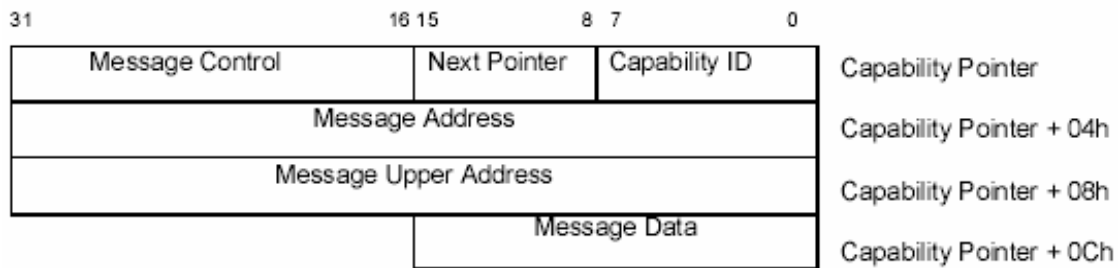 31 16 15 8 7 0
Message Control Next Pointer Capability ID Capability Pointer
Message Address Capability Pointer + 04h
Message Upper Address Capability Pointer + 08h
Message Data Capability Pointer + 0Ch